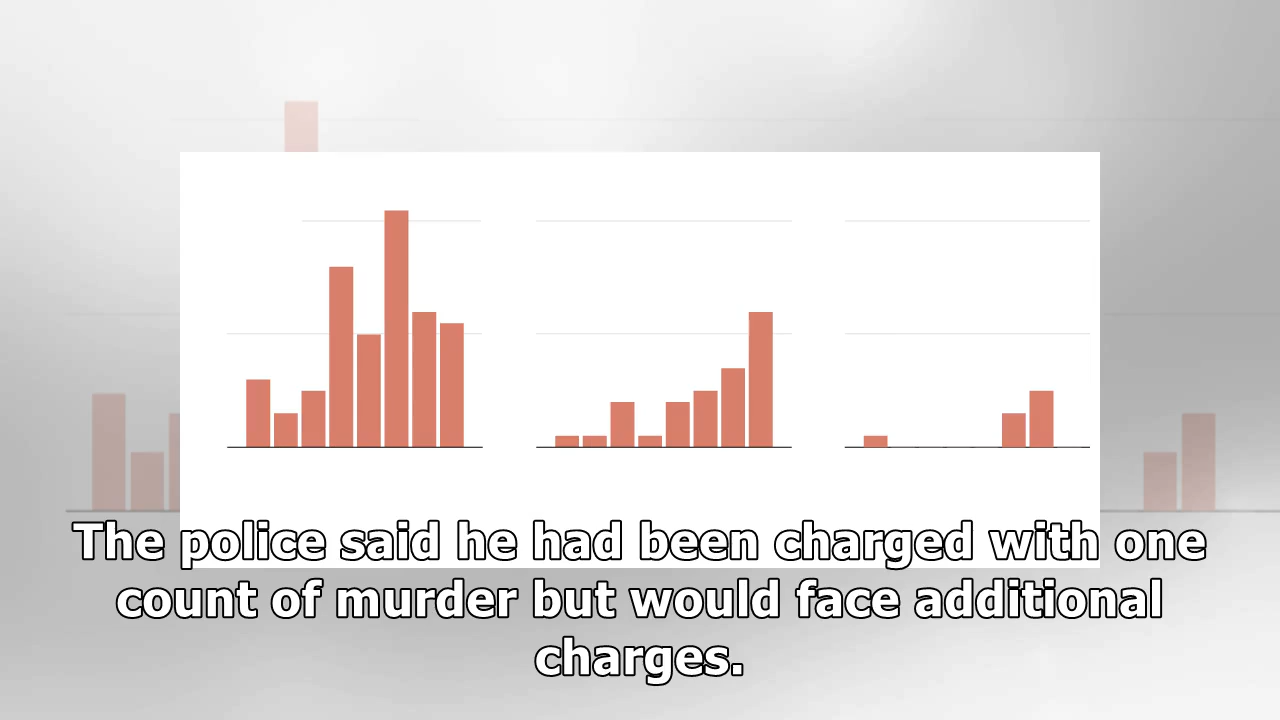 The police said he had been charged with one
count of murder but would face additional
charges.